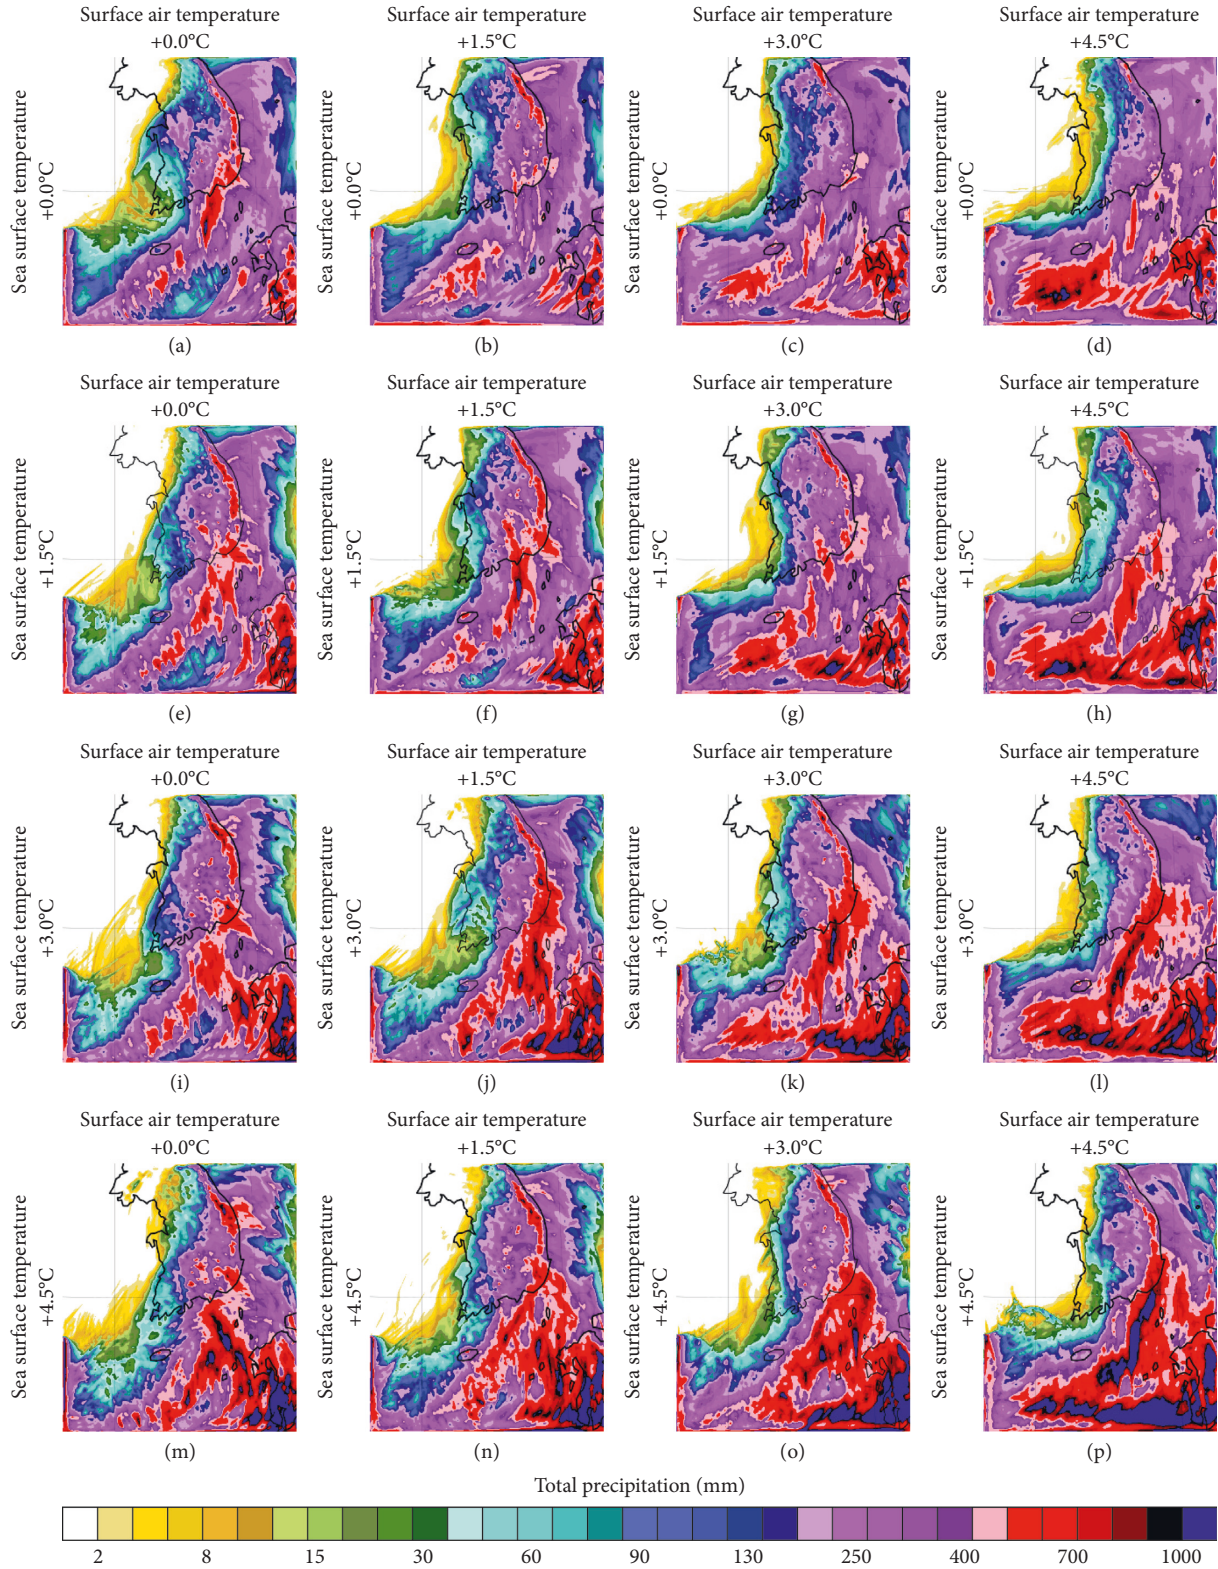 Surface air temperature
+0.0°C
Sea surface temperature
+0.0°C
(a)
Surface air temperature
+1.5°C
Sea surface temperature
+0.0°C
(b)
Surface air temperature
+3.0°C
Sea surface temperature
+0.0°C
(c)
Surface air temperature
+4.5°C
Sea surface temperature
+0.0°C
(d)
Surface air temperature
+0.0°C
Sea surface temperature
+1.5°C
(e)
Surface air temperature
+1.5°C
Sea surface temperature
+1.5°C
(f)
Surface air temperature
+3.0°C
Sea surface temperature
+1.5°C
(g)
Surface air temperature
+4.5°C
Sea surface temperature
+1.5°C
(h)
Surface air temperature
+0.0°C
Sea surface temperature
+3.0°C
(i)
Surface air temperature
+1.5°C
Sea surface temperature
+3.0°C
(j)
Surface air temperature
+3.0°C
Sea surface temperature
+3.0°C
(k)
Surface air temperature
+4.5°C
Sea surface temperature
+3.0°C
(l)
Surface air temperature
+0.0°C
Sea surface temperature
+4.5°C
(m)
Surface air temperature
+1.5°C
Sea surface temperature
+4.5°C
(n)
Surface air temperature
+3.0°C
Sea surface temperature
+4.5°C
(o)
Surface air temperature
+4.5°C
Sea surface temperature
+4.5°C
(p)
Total precipitation (mm)
2 8 15 30 60 90 130 250 400 700 1000